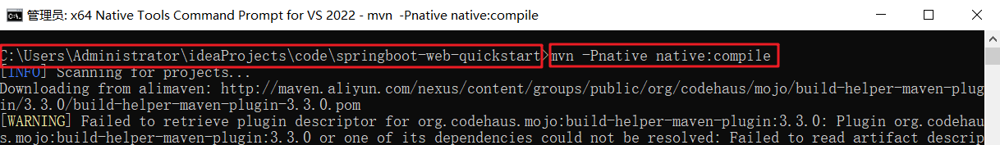 管理员: x64 Native Tools Command Prompt for VS 2022 - mvn  -Pnative native:compile
C:\Users\Administrator\ideaProjects\code\springboot-web-quickstart>mvn -Pnative native:compile
[INFO] Scanning for projects...
Downloading from alimaven: http://maven.aliyun.com/nexus/content/groups/public/org/codehaus/mojo/build-helper-maven-plug
in/3.3.0/build-helper-maven-plugin-3.3.0.pom
[WARNING] Failed to retrieve plugin descriptor for org.codehaus.mojo:build-helper-maven-plugin:3.3.0: Plugin org.codehau
s.mojo:build-helper-maven-plugin:3.3.0 or one of its dependencies could not be resolved: Failed to read artifact descrip